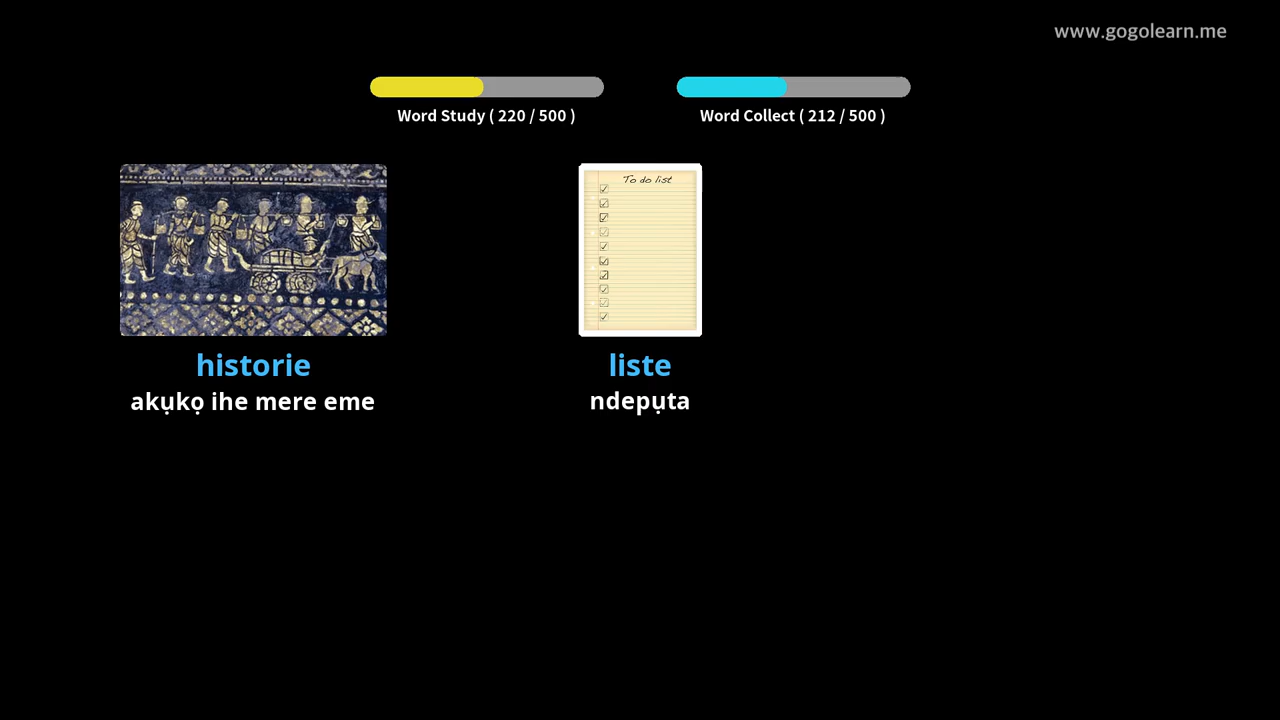 www.gogolearn.me
Word Study ( 220 / 500 )
Word Collect ( 212 / 500 )
To do list
historie
liste
akụkọ ihe mere eme
ndepụta